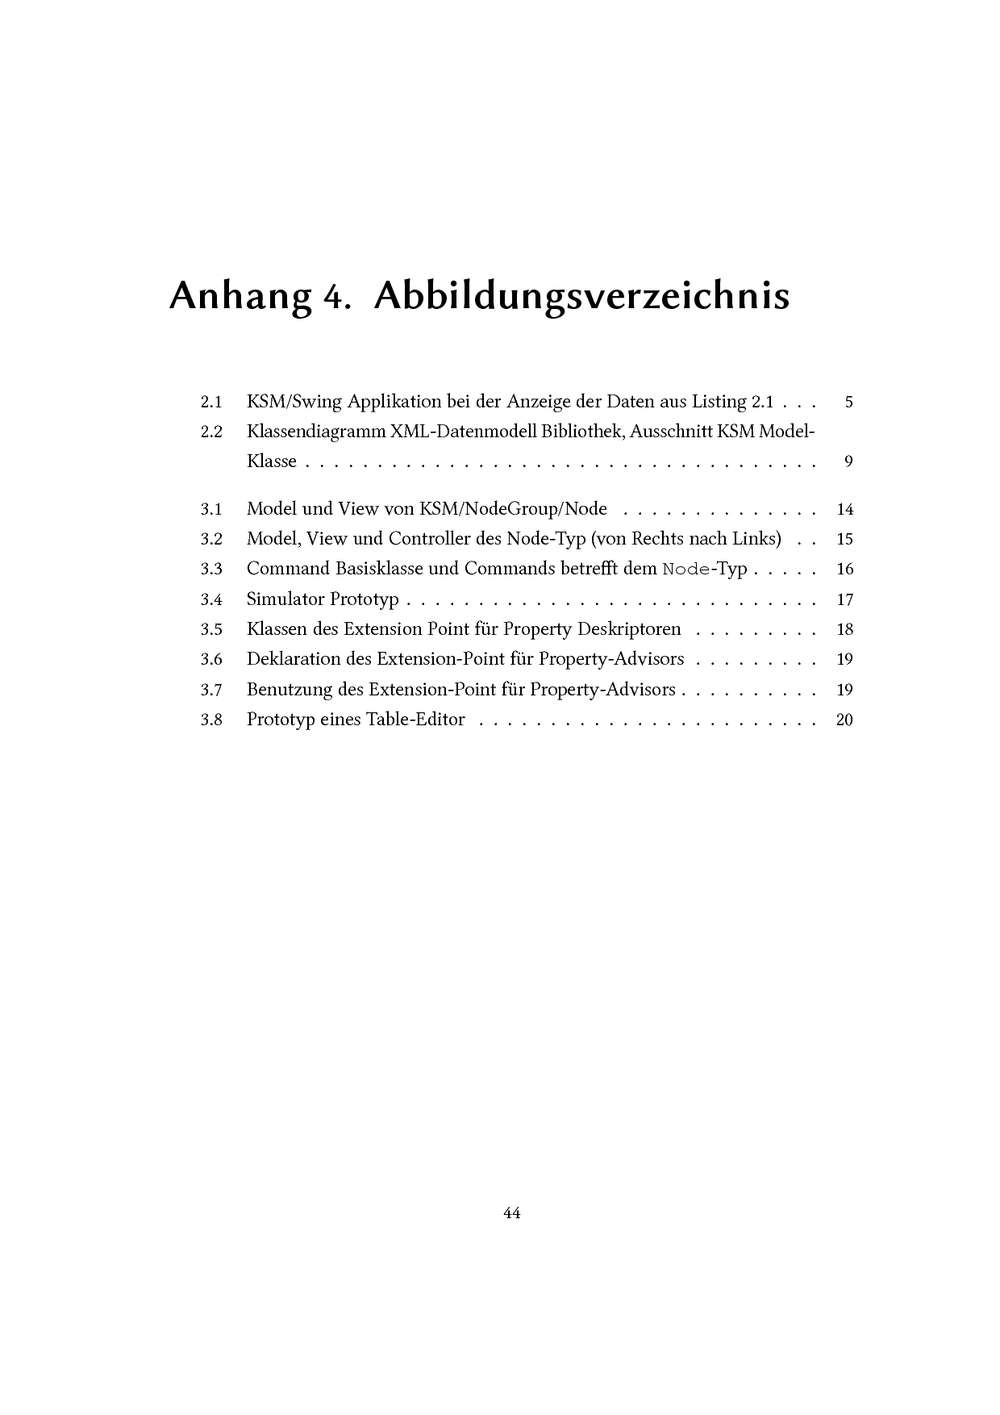 Anhang 4. Abbildungsverzeichnis
2.1 KSM/Swing Applikation bei der Anzeige der Daten aus Listing 2.1 . . . 5
2.2 Klassendiagramm XML-Datenmodell Bibliothek, Ausschnitt KSM Model-
Klasse . . . . . . . . . . . . . . . . . . . . . . . . . . . . . . . . . . . . 9
3.1 Model und View von KSM/NodeGroup/Node . . . . . . . . . . . . . . 14
3.2 Model, View und Controller des Node-Typ (von Rechts nach Links) . . 15
3.3 Command Basisklasse und Commands betrefft dem Node-Typ . . . . . 16
3.4 Simulator Prototyp . . . . . . . . . . . . . . . . . . . . . . . . . . . . . 17
3.5 Klassen des Extension Point für Property Deskriptoren . . . . . . . . . 18
3.6 Deklaration des Extension-Point für Property-Advisors . . . . . . . . . 19
3.7 Benutzung des Extension-Point für Property-Advisors . . . . . . . . . . 19
3.8 Prototyp eines Table-Editor . . . . . . . . . . . . . . . . . . . . . . . . 20
44